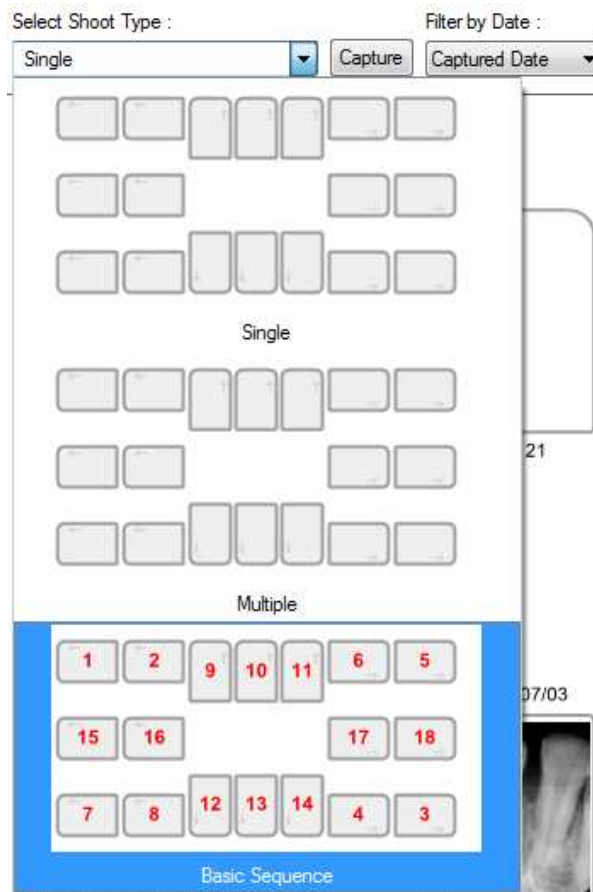 Select Shoot Type : Filter by Date :
Single Capture Captured Date
Single
21
Multiple
1 2 9 10 11 6 5
07/03
15 16 17 18
7 8 12 13 14 4 3
Basic Sequence